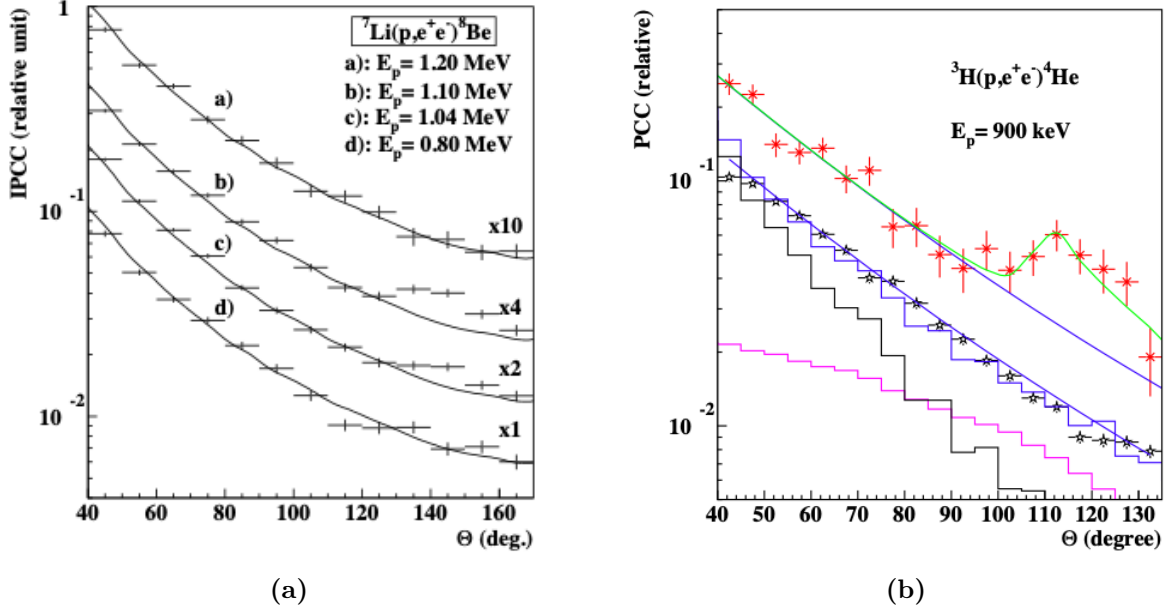 IPCC (relative unit)
1
10⁻¹
10⁻²
⁷Li(p,e⁺e⁻)⁸Be
a): Eₚ= 1.20 MeV
b): Eₚ= 1.10 MeV
c): Eₚ= 1.04 MeV
d): Eₚ= 0.80 MeV
a)
b)
c)
d)
x10
x4
x2
x1
40 60 80 100 120 140 160
Θ (deg.)
(a)
PCC (relative)
10⁻¹
10⁻²
³H(p,e⁺e⁻)⁴He
Eₚ= 900 keV
40 50 60 70 80 90 100 110 120 130
Θ (degree)
(b)